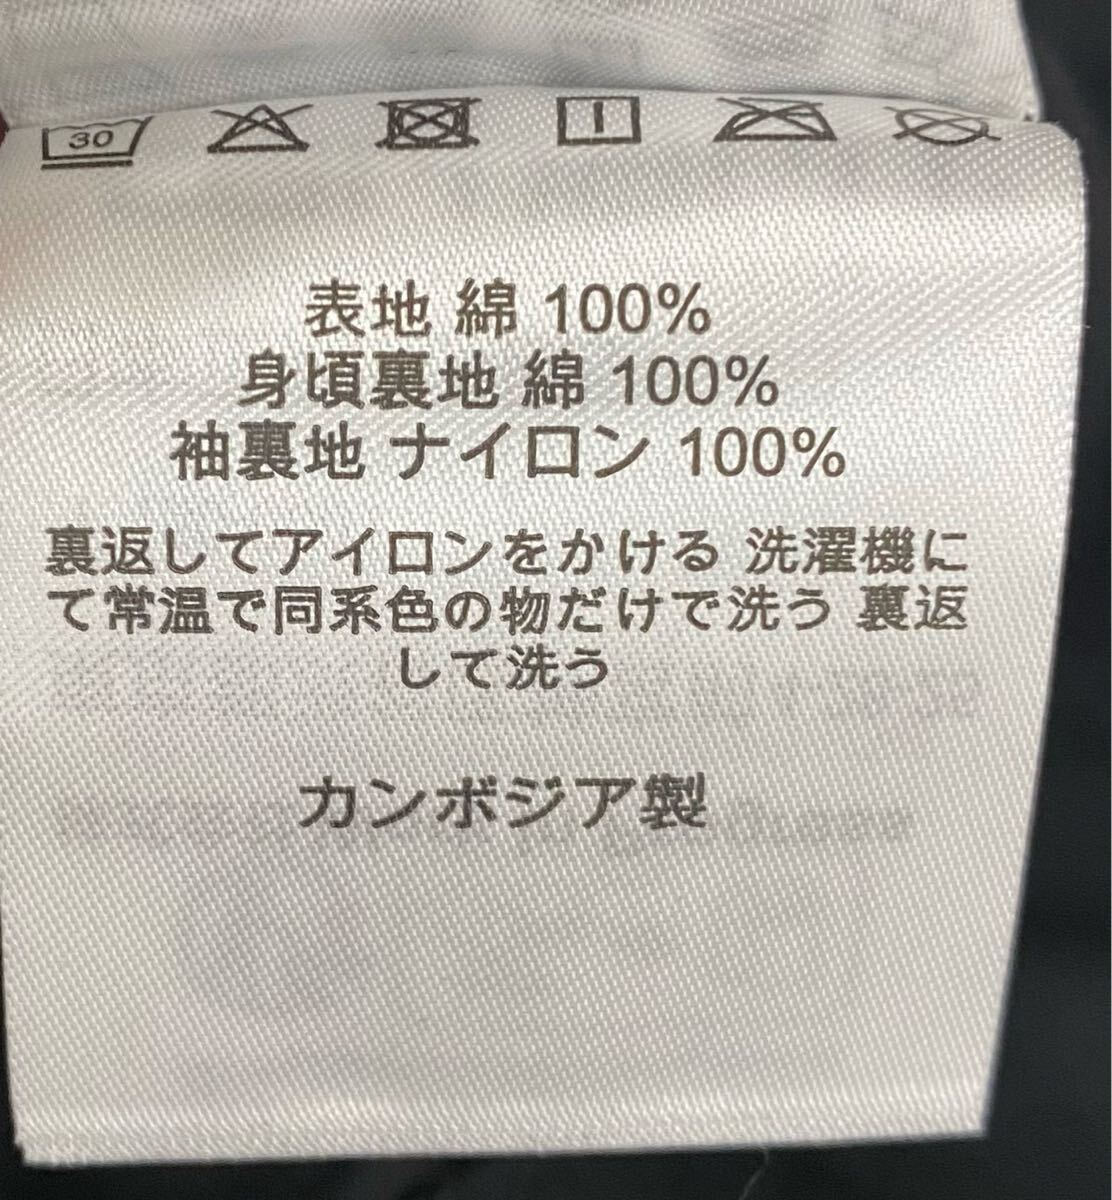 30
表地 綿 100%
身頃裏地 綿 100%
袖裏地 ナイロン 100%
裏返してアイロンをかける 洗濯機に
て常温で同系色の物だけで洗う 裏返
して洗う
カンボジア製